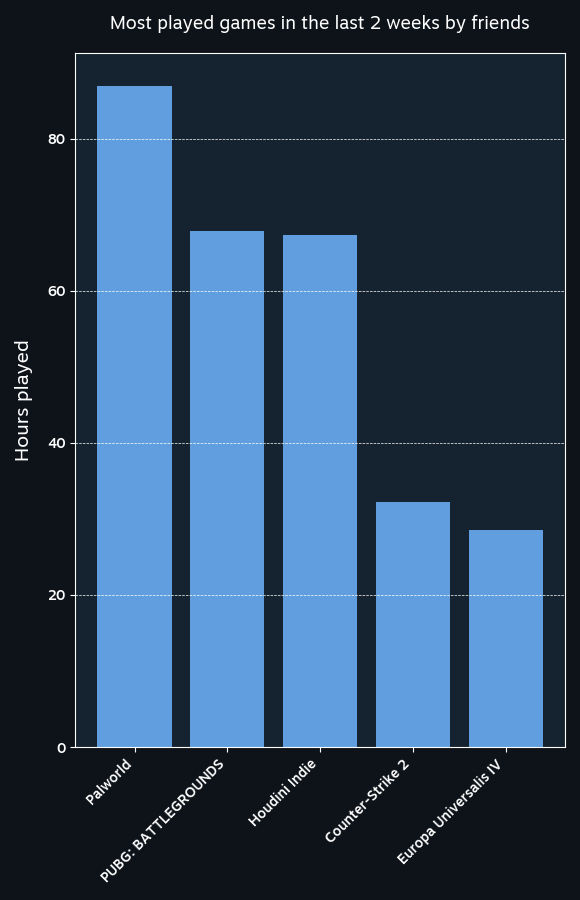 Most played games in the last 2 weeks by friends
Hours played
80
60
40
20
0
Palworld
PUBG: BATTLEGROUNDS
Houdini Indie
Counter-Strike 2
Europa Universalis IV